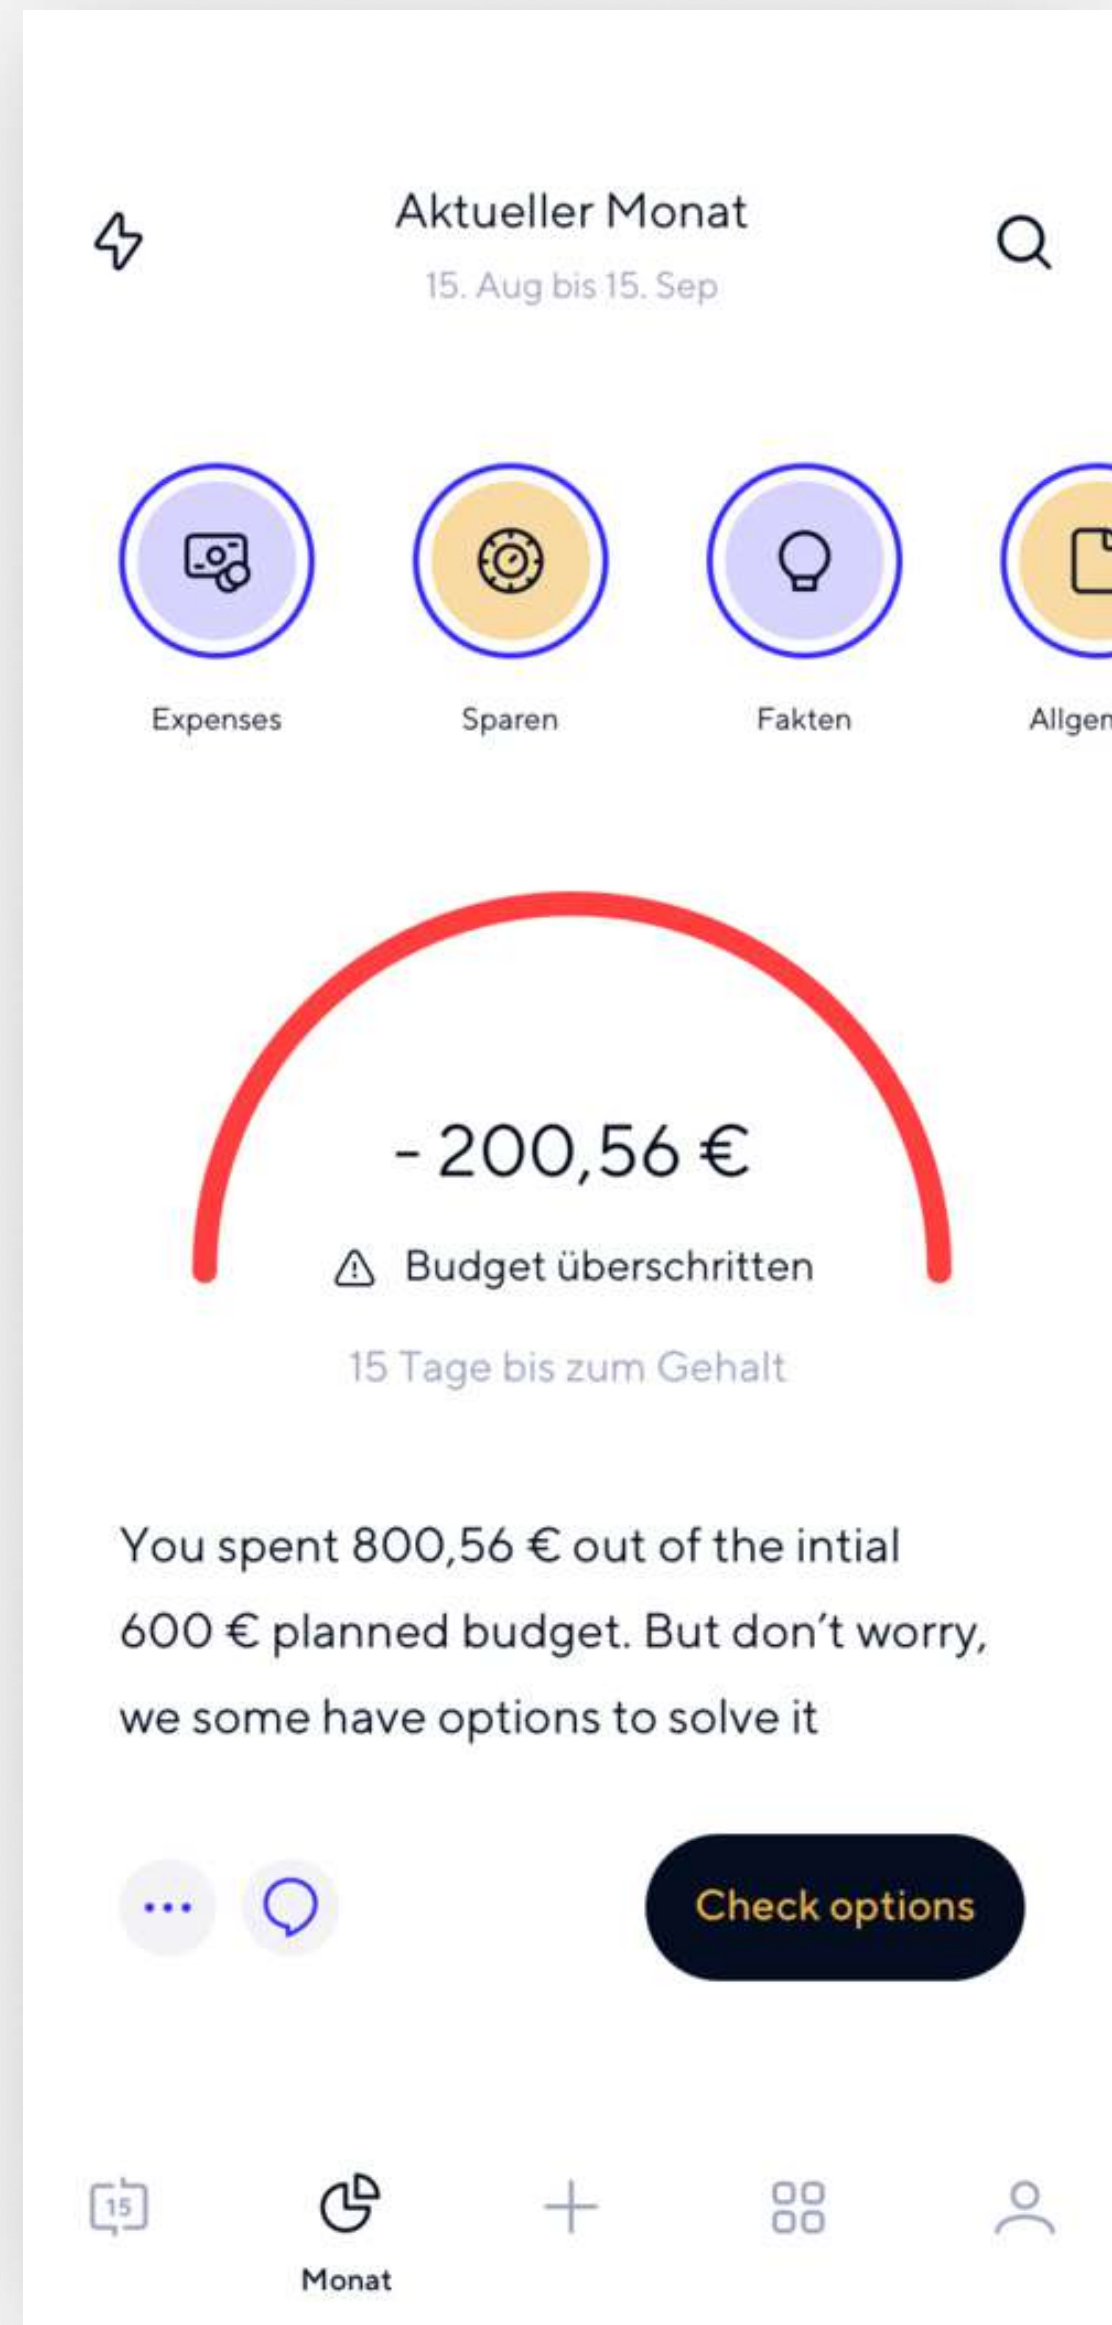 Aktueller Monat
15. Aug bis 15. Sep
Expenses
Sparen
Fakten
Allgem
- 200,56 €
Budget überschritten
15 Tage bis zum Gehalt
You spent 800,56 € out of the intial
600 € planned budget. But don’t worry,
we some have options to solve it
Check options
15
Monat